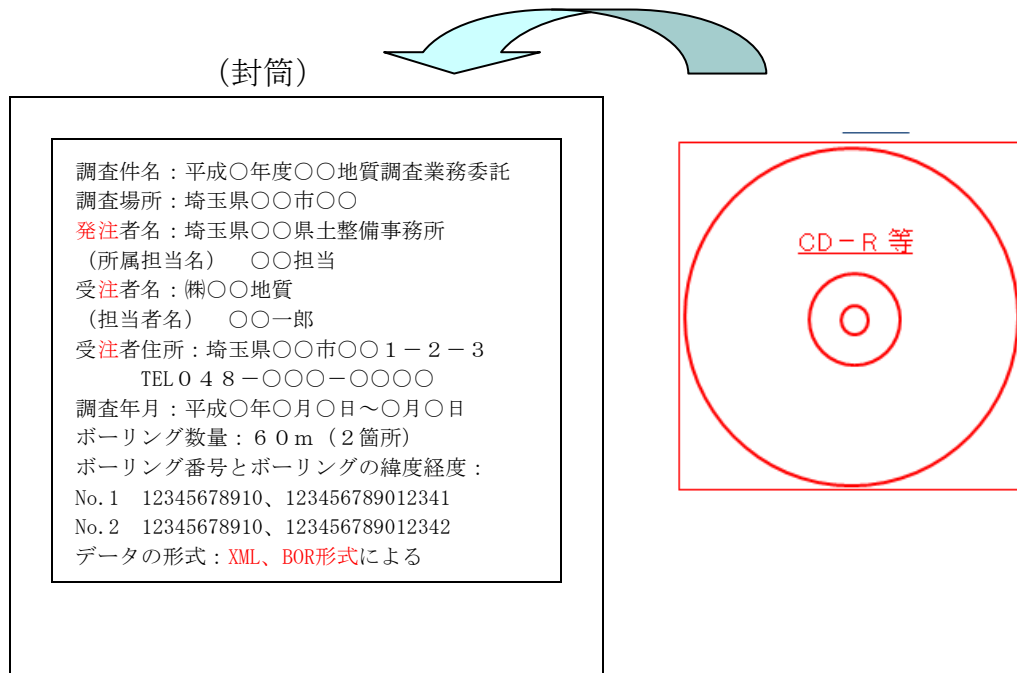 (封筒)
調査件名：平成○年度○○地質調査業務委託
調査場所：埼玉県○○市○○
発注者名：埼玉県○○県土整備事務所
（所属担当名）　○○担当
受注者名：㈱○○地質
（担当者名）　○○一郎
受注者住所：埼玉県○○市○○１－２－３
TEL０４８－○○○－○○○○
調査年月：平成○年○月○日～○月○日
ボーリング数量：６０ｍ（２箇所）
ボーリング番号とボーリングの緯度経度：
No.1　12345678910、123456789012341
No.2　12345678910、123456789012342
データの形式：XML、BOR形式による
CD－R 等